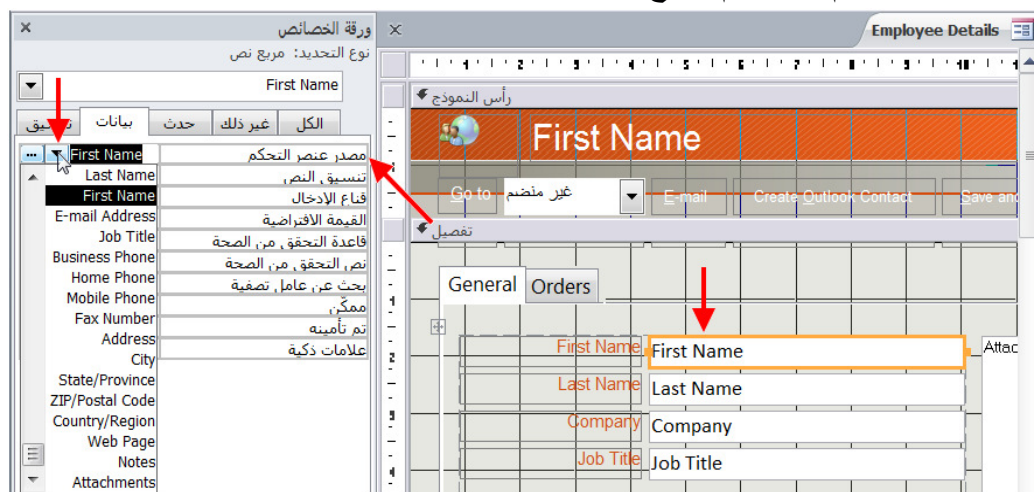 ورقة الخصائص
نوع التحديد: مربع نص
First Name
الكل
غير ذلك
حدث
بيانات
مصدر عنصر التحكم
First Name
تنسيق النص
قناع الإدخال
القيمة الافتراضية
قاعدة التحقق من الصحة
نص التحقق من الصحة
بحث عن عامل تصفية
ممكّن
تم تأمينه
علامات ذكية
Last Name
First Name
E-mail Address
Job Title
Business Phone
Home Phone
Mobile Phone
Fax Number
Address
City
State/Province
ZIP/Postal Code
Country/Region
Web Page
Notes
Attachments
Employee Details
رأس النموذج
First Name
Go to
غير منضم
E-mail
Create Outlook Contact
Save and
تفصيل
General
Orders
First Name
First Name
Attac
Last Name
Last Name
Company
Company
Job Title
Job Title